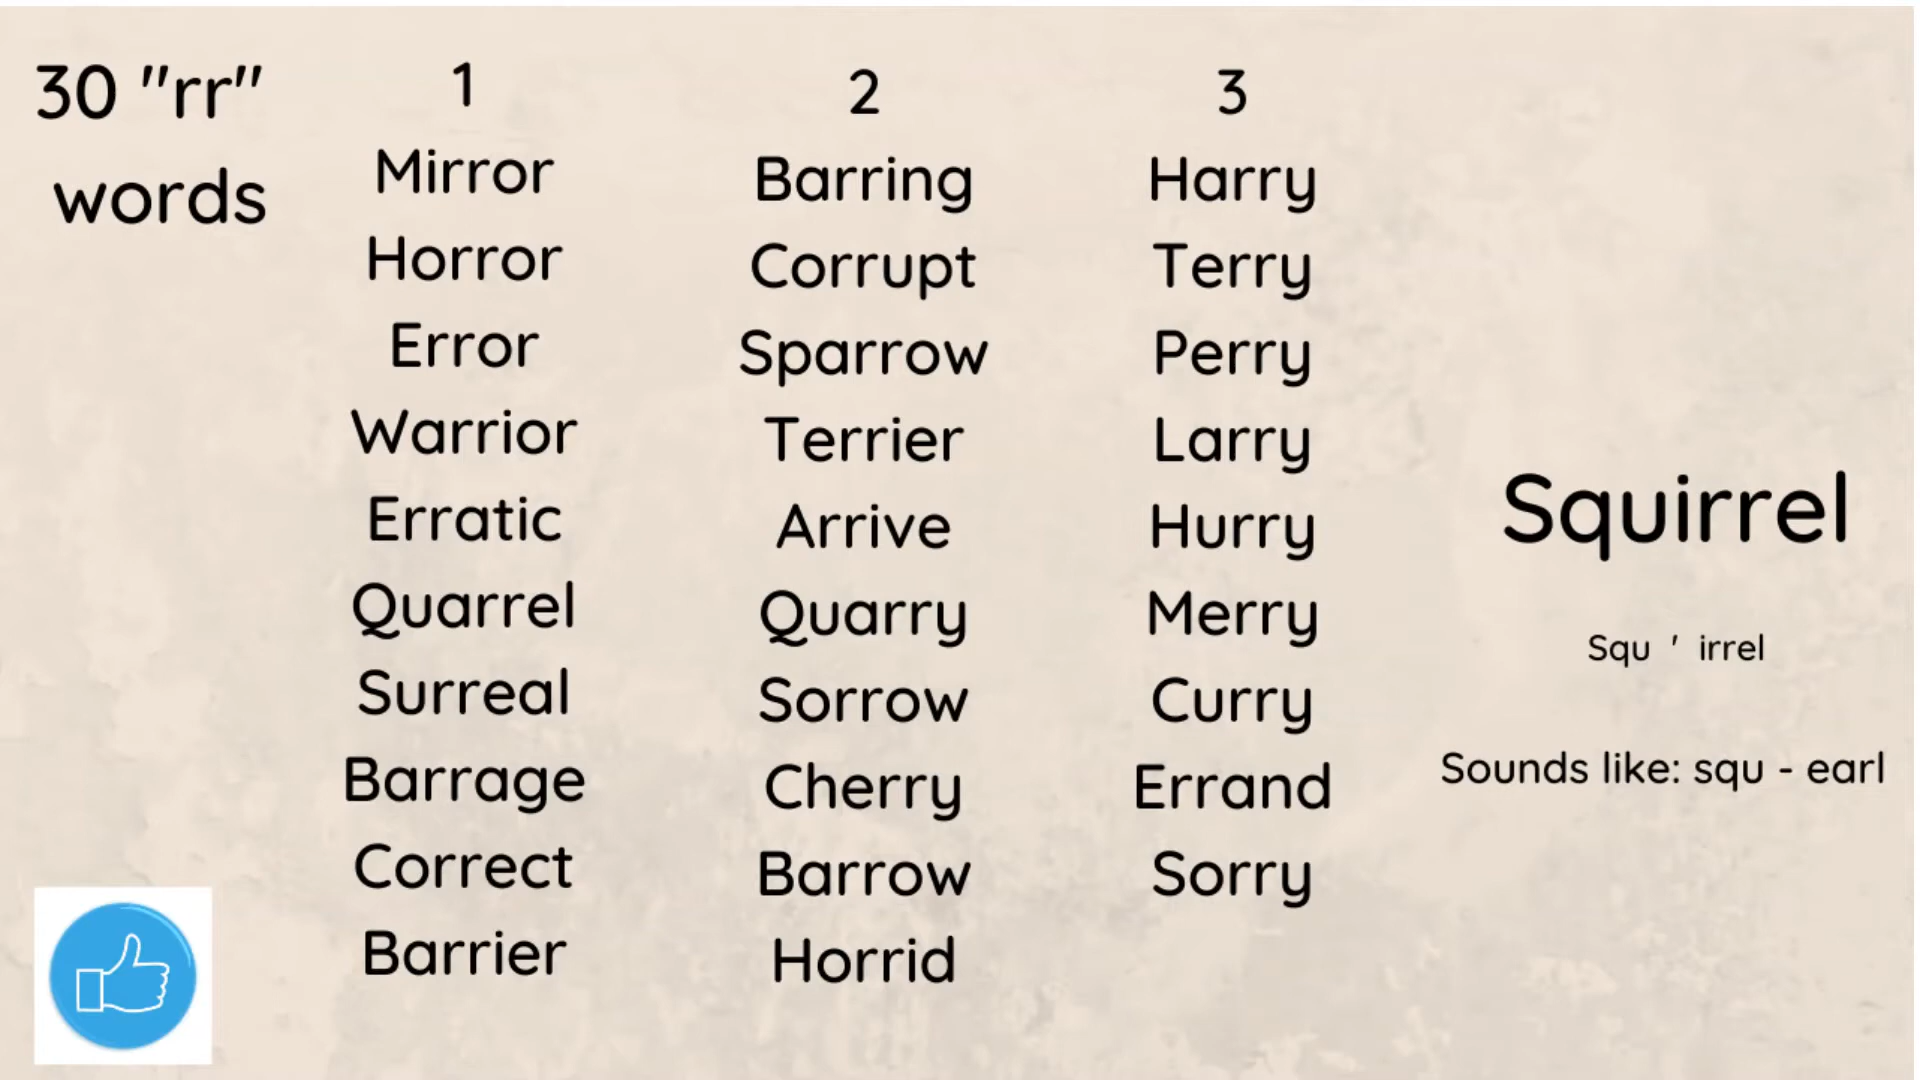 30 "rr"
words
1
Mirror
Horror
Error
Warrior
Erratic
Quarrel
Surreal
Barrage
Correct
Barrier
2
Barring
Corrupt
Sparrow
Terrier
Arrive
Quarry
Sorrow
Cherry
Barrow
Horrid
3
Harry
Terry
Perry
Larry
Hurry
Merry
Curry
Errand
Sorry
Squirrel
Squ ' irrel
Sounds like: squ - earl